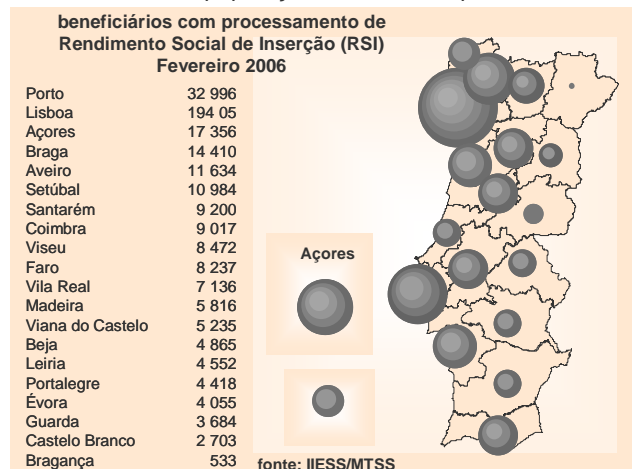 beneficiários com processamento de
Rendimento Social de Inserção (RSI)
Fevereiro 2006
Porto 32 996
Lisboa 194 05
Açores 17 356
Braga 14 410
Aveiro 11 634
Setúbal 10 984
Santarém 9 200
Coimbra 9 017
Viseu 8 472
Faro 8 237
Vila Real 7 136
Madeira 5 816
Viana do Castelo 5 235
Beja 4 865
Leiria 4 552
Portalegre 4 418
Évora 4 055
Guarda 3 684
Castelo Branco 2 703
Bragança 533
Açores
fonte: IIESS/MTSS